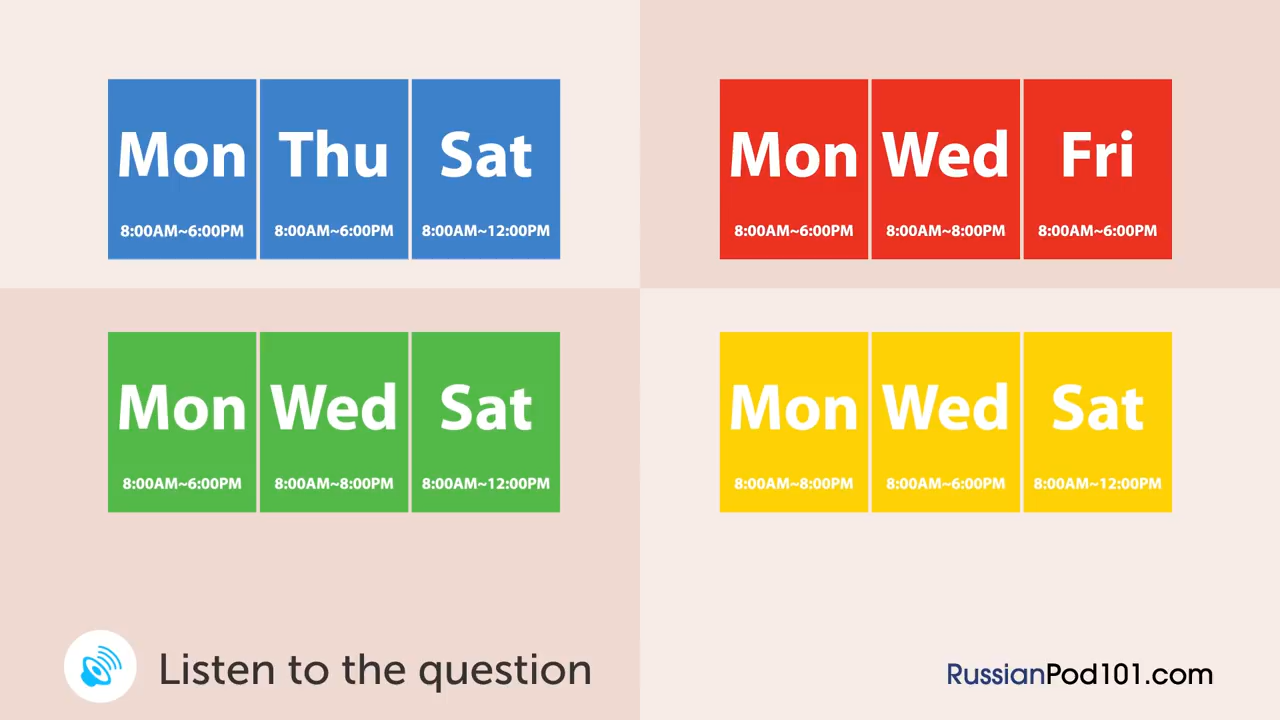 Mon Thu Sat
8:00AM~6:00PM 8:00AM~6:00PM 8:00AM~12:00PM
Mon Wed Fri
8:00AM~6:00PM 8:00AM~8:00PM 8:00AM~6:00PM
Mon Wed Sat
8:00AM~6:00PM 8:00AM~8:00PM 8:00AM~12:00PM
Mon Wed Sat
8:00AM~8:00PM 8:00AM~6:00PM 8:00AM~12:00PM
Listen to the question
RussianPod101.com